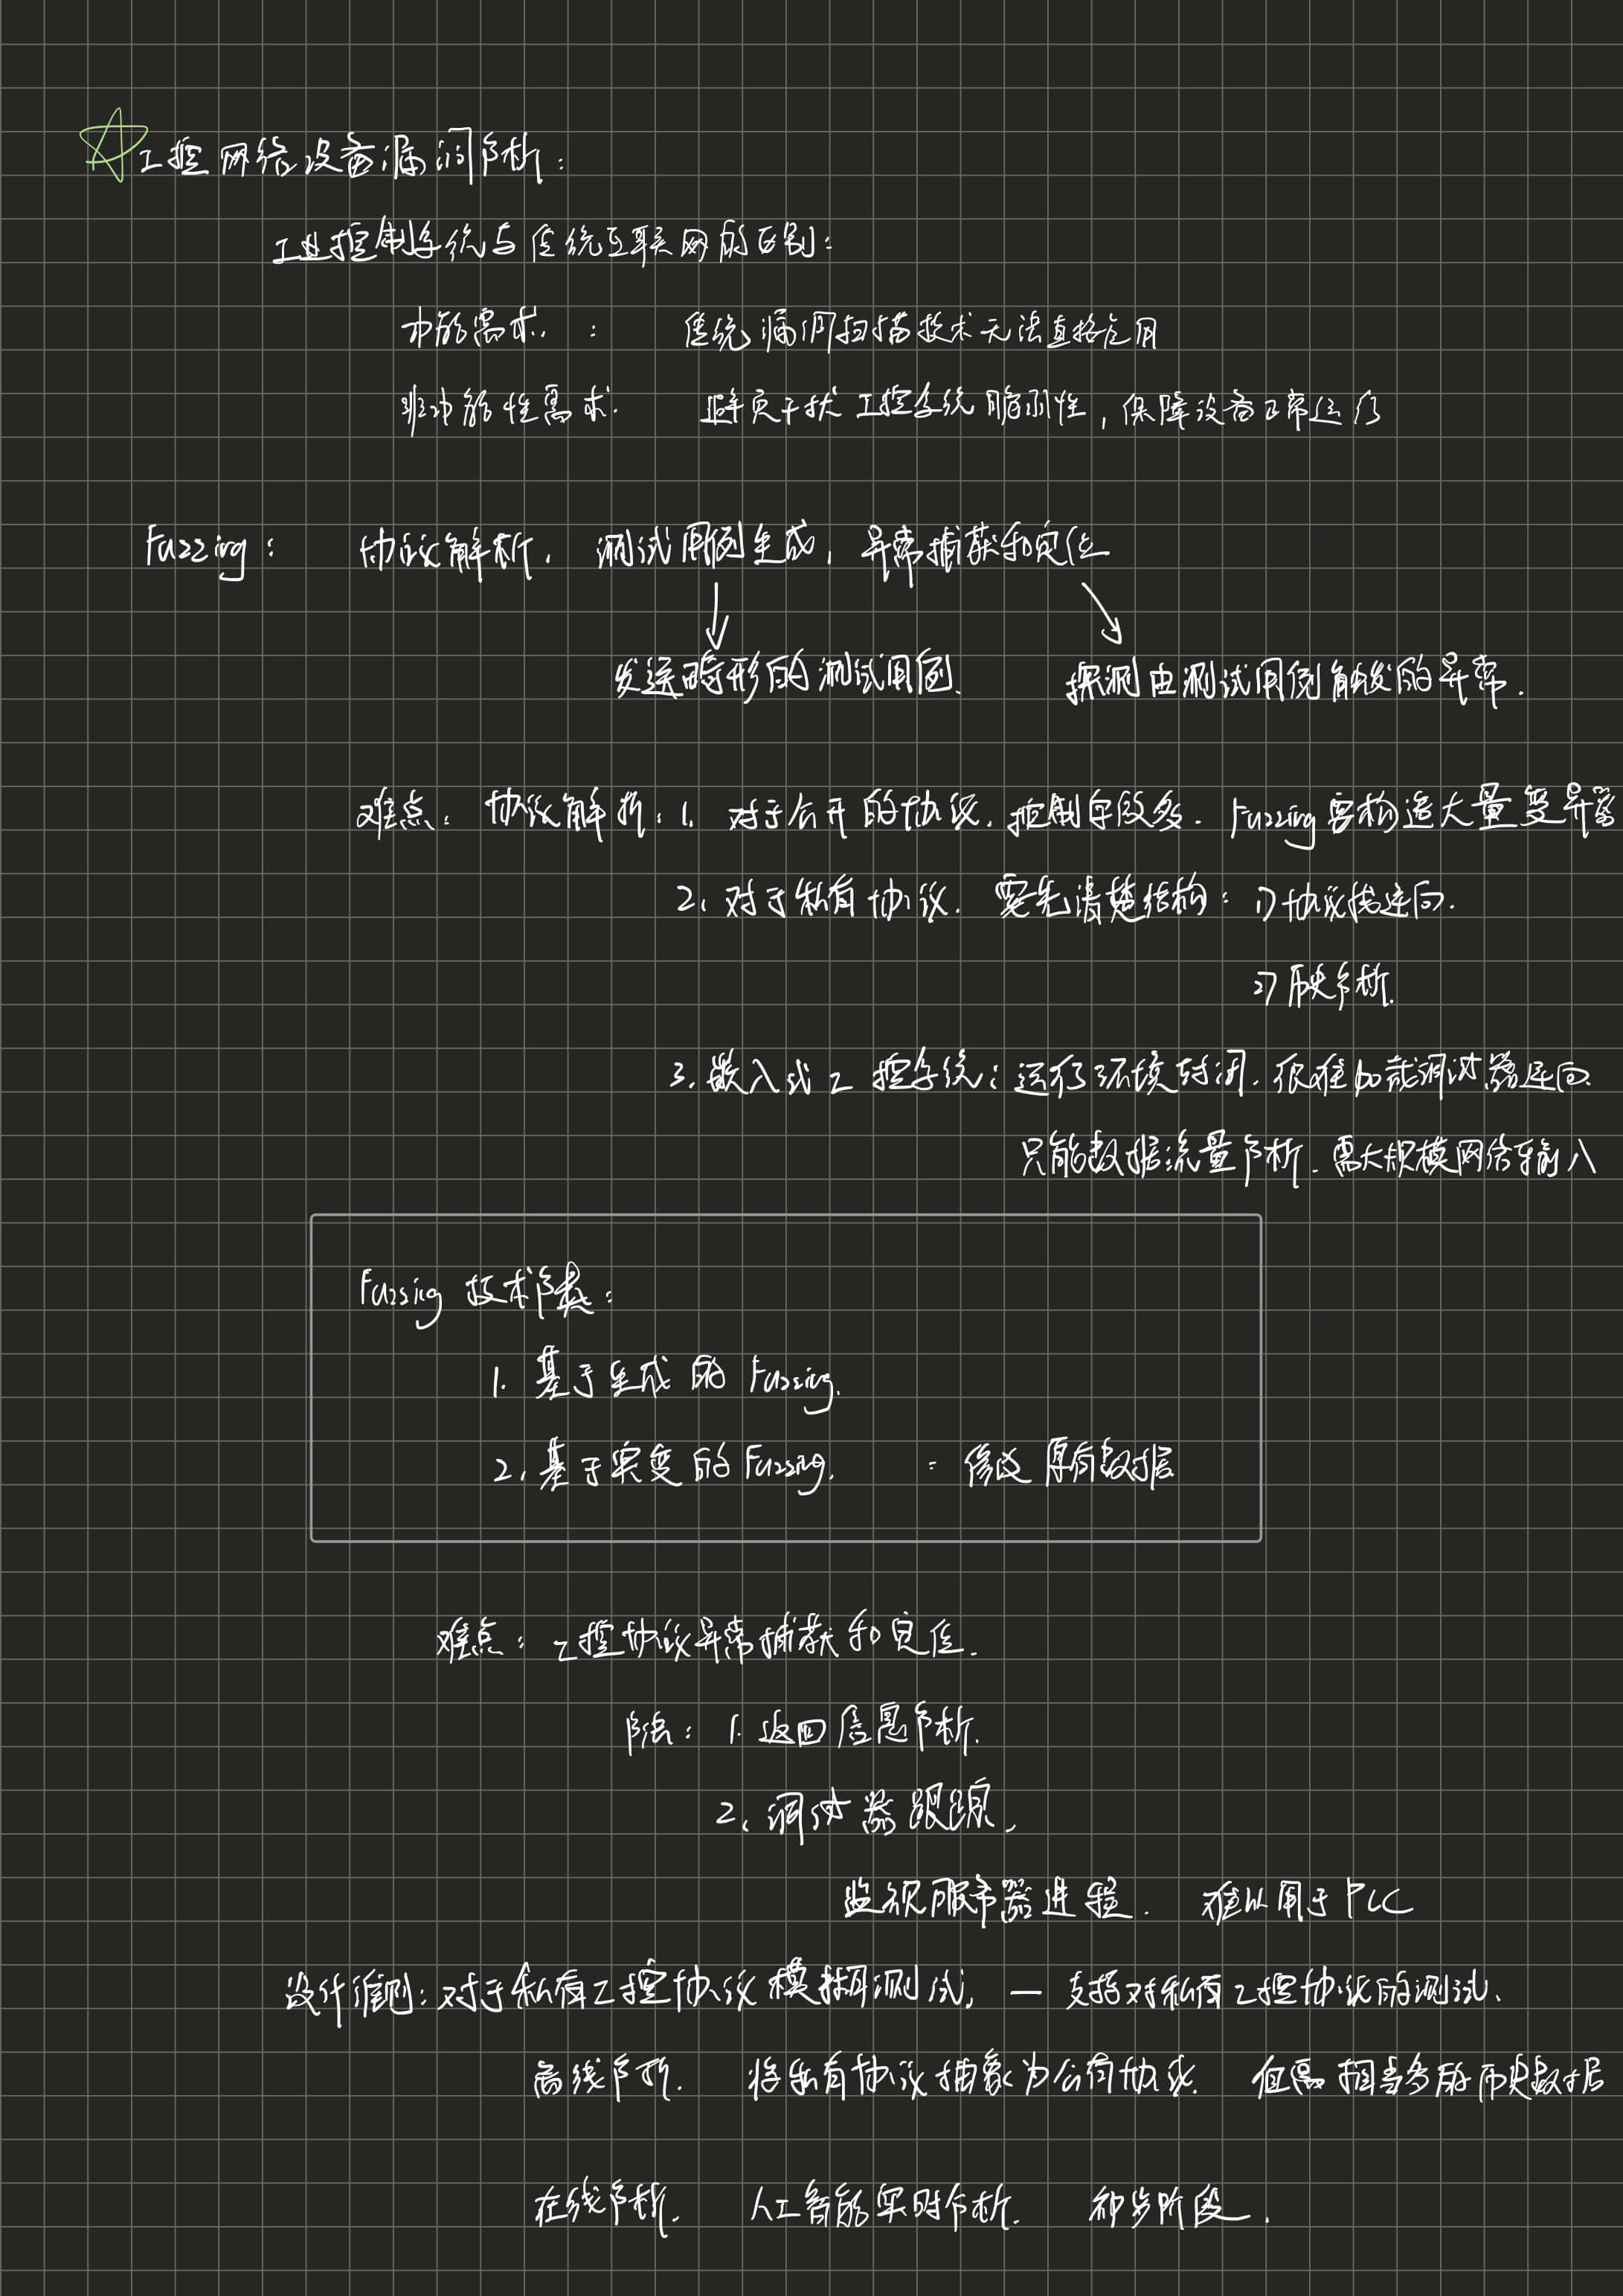 工控网络设备漏洞分析：
工业控制系统与传统互联网的区别：
功能需求： 传统漏洞扫描技术无法直接应用
非功能性需求 避免干扰工控系统脆弱性，保障设备正常运行
Fuzzing： 协议解析，测试用例生成，异常捕获和定位
发送畸形的测试用例. 探测由测试用例触发的异常.
难点：协议解析：1. 对于公开的协议，控制字段多. Fuzzing需构造大量变异
2. 对于私有协议. 要先清楚结构：1）协议栈逆向.
2）历史分析.
3. 嵌入式工控系统：运行环境封闭. 很难加载调试器逆向.
只能数据流量分析. 需大规模网络输入
Fuzzing 技术
1. 基于生成的 Fuzzing.
2. 基于突变的Fuzzing. ：修改原有数据
难点：工控协议异常捕获和定位.
方法：1. 返回信息分析.
2. 调试器跟踪.
监视服务器进程. 难以用于PLC
设计准则：对于私有工控协议模糊测试，— 支持对私有工控协议的测试、
离线分析. 将私有协议抽象为公有协议. 但需相当多的历史数据
在线分析. 人工智能实时分析. 初步阶段.